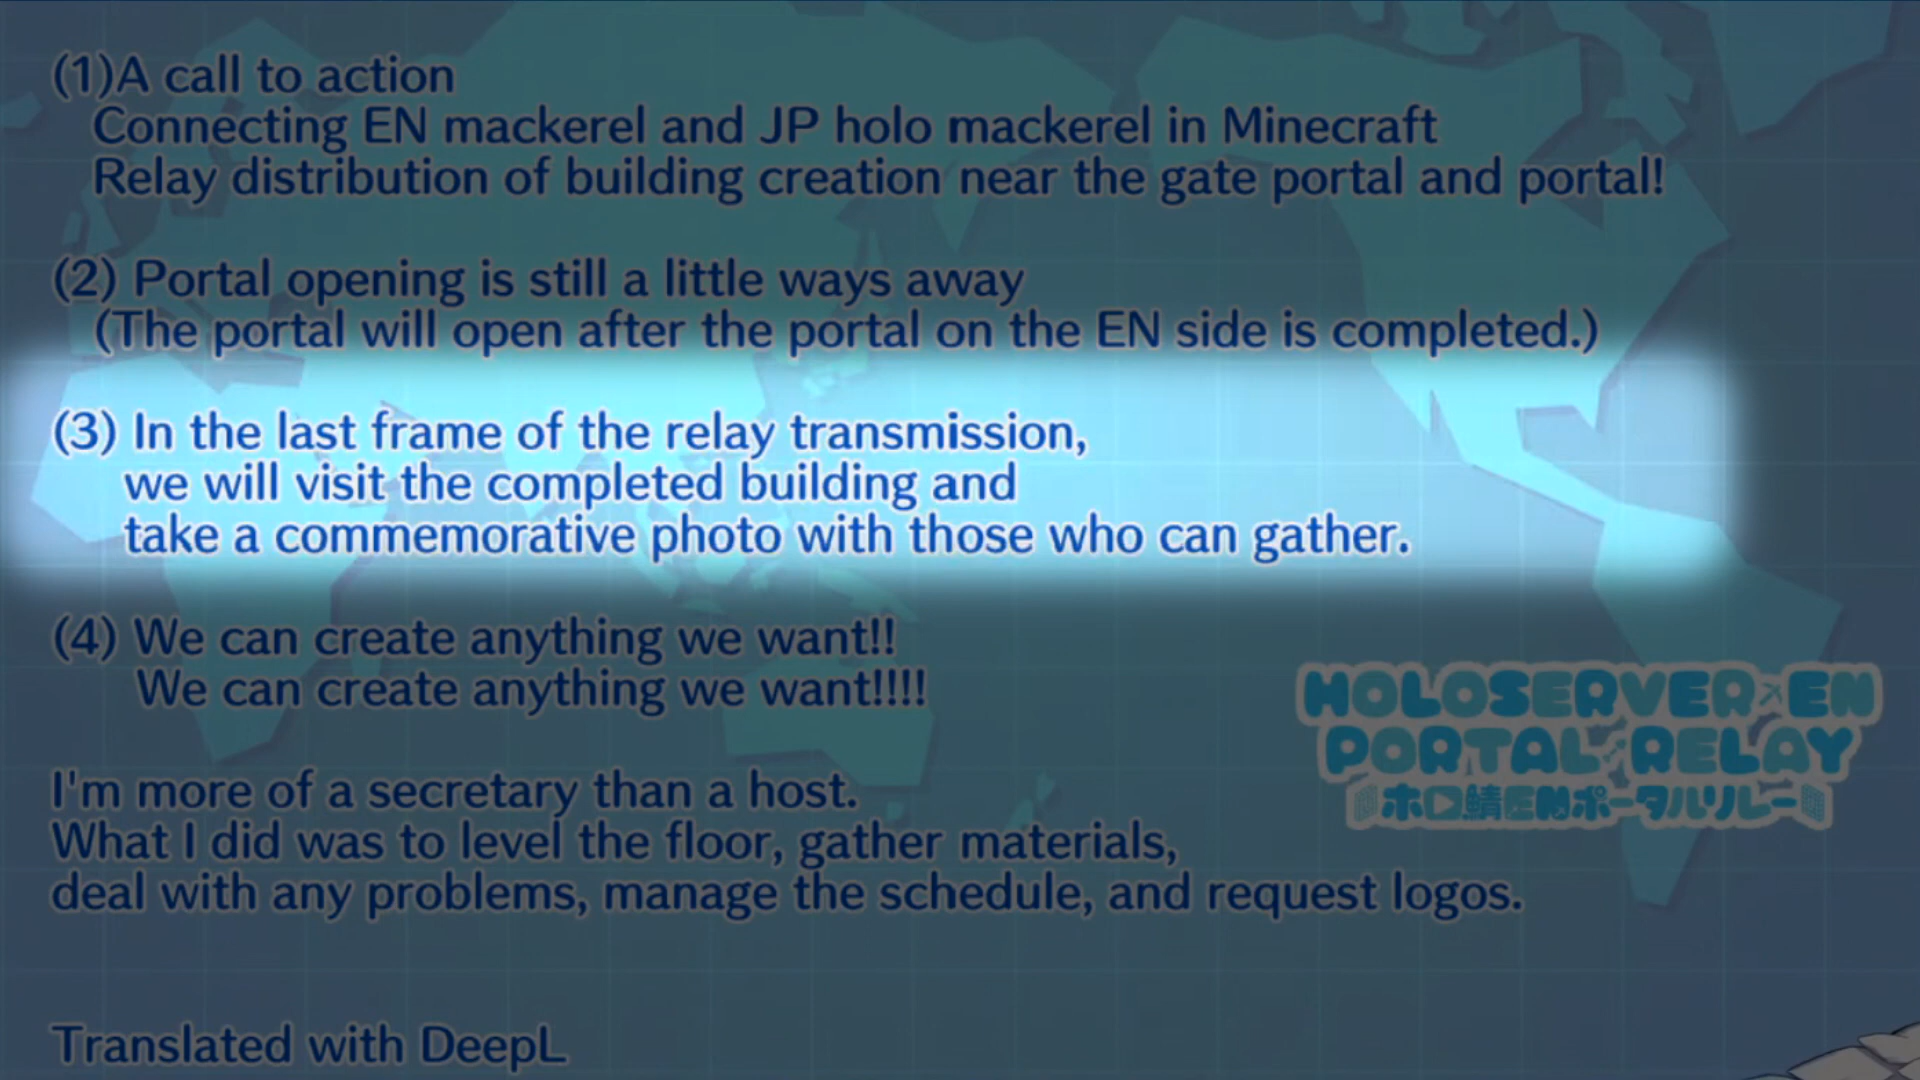 (1)A call to action
Connecting EN mackerel and JP holo mackerel in Minecraft
Relay distribution of building creation near the gate portal and portal!
(2) Portal opening is still a little ways away
(The portal will open after the portal on the EN side is completed.)
(3) In the last frame of the relay transmission,
we will visit the completed building and
take a commemorative photo with those who can gather.
(4) We can create anything we want!!
We can create anything we want!!!!
HOLOSERVER×EN
PORTAL RELAY
ホロ鯖ENポータルリレー
I'm more of a secretary than a host.
What I did was to level the floor, gather materials,
deal with any problems, manage the schedule, and request logos.
Translated with DeepL